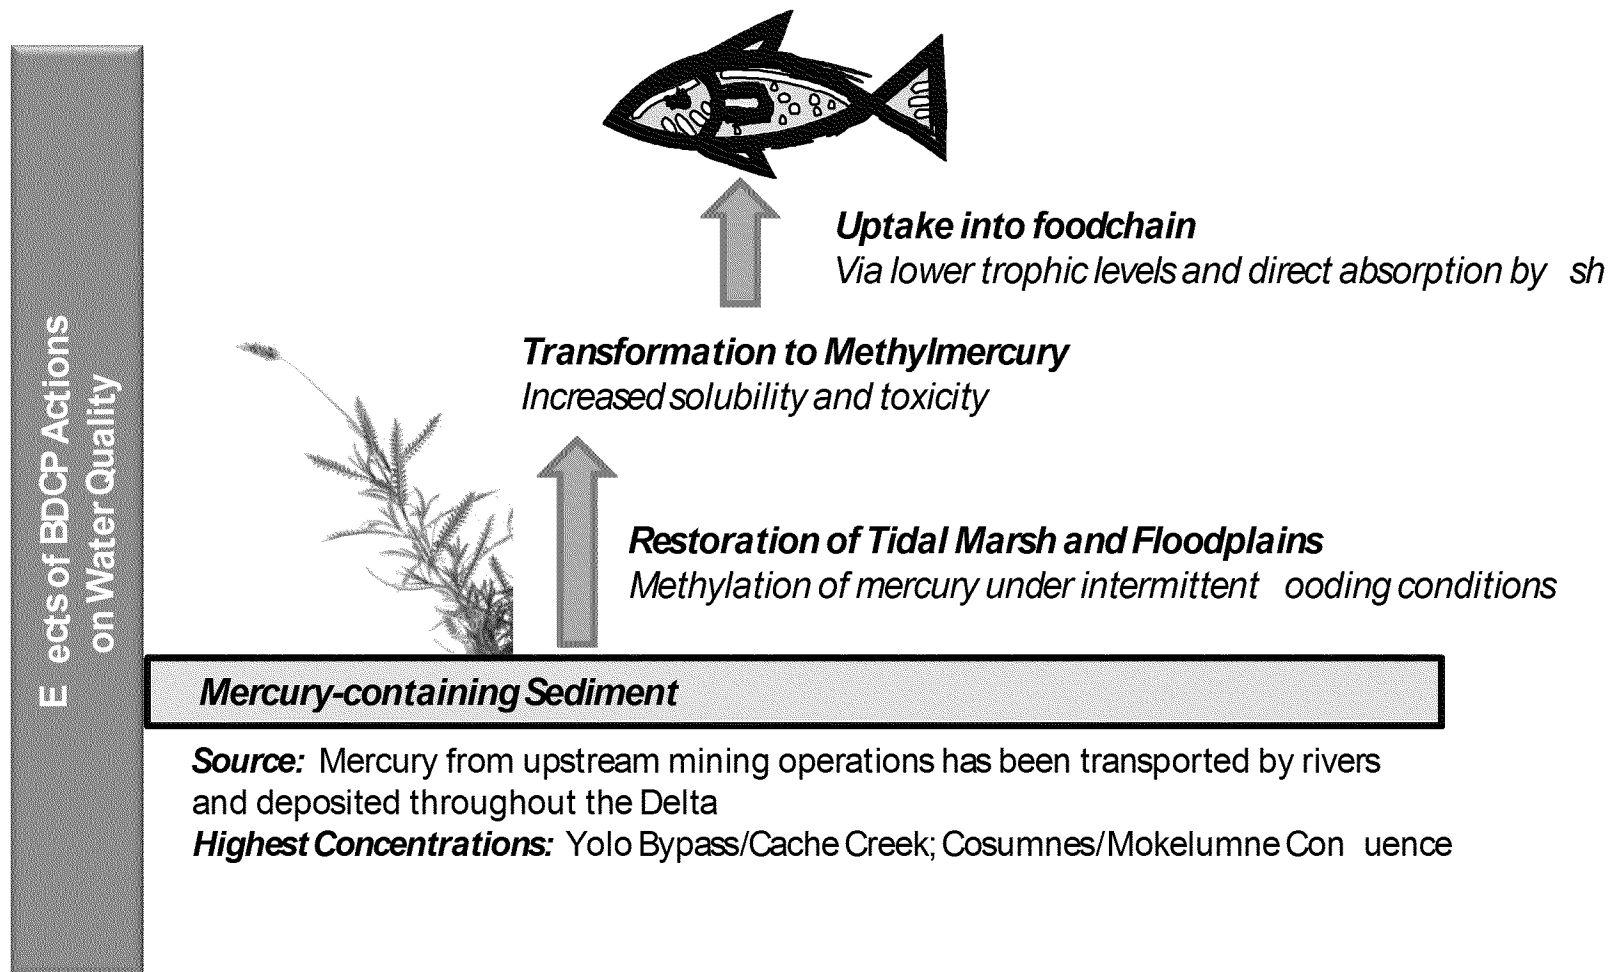 E ects of BDCP Actions
on Water Quality
Uptake into foodchain
Via lower trophic levels and direct absorption by sh
Transformation to Methylmercury
Increased solubility and toxicity
Restoration of Tidal Marsh and Floodplains
Methylation of mercury under intermittent ooding conditions
Mercury-containing Sediment
Source: Mercury from upstream mining operations has been transported by rivers
and deposited throughout the Delta
Highest Concentrations: Yolo Bypass/Cache Creek; Cosumnes/Mokelumne Con uence